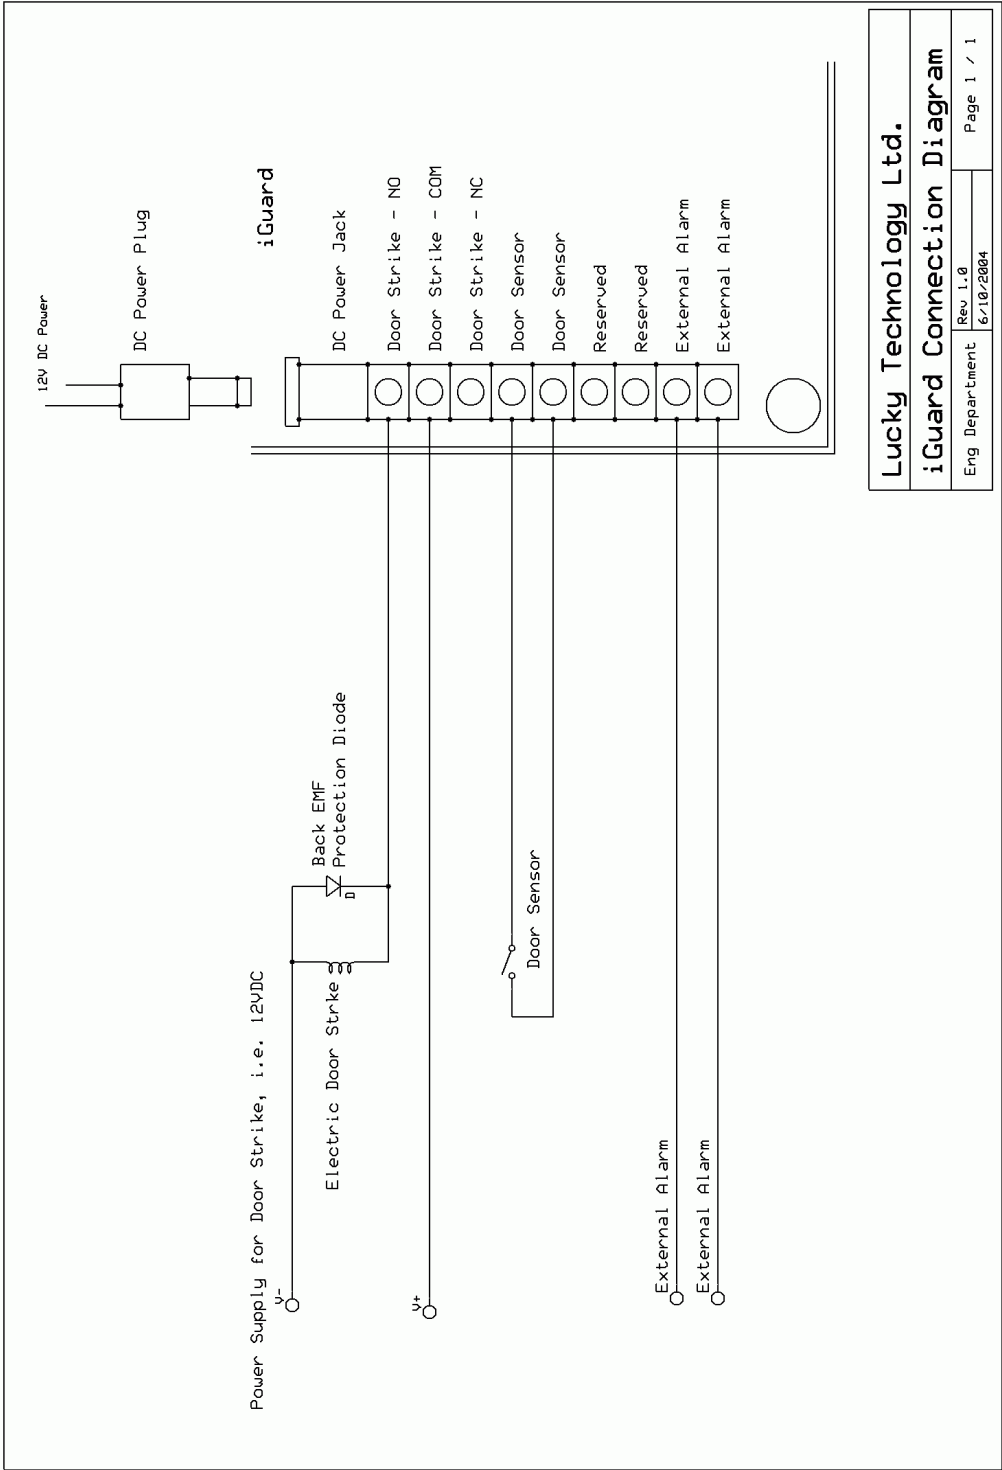 12V DC Power
DC Power Plug
iGuard
DC Power Jack
Door Strike - NO
Door Strike - COM
Door Strike - NC
Door Sensor
Door Sensor
Reserved
Reserved
External Alarm
External Alarm
Power Supply for Door Strike, i.e. 12VDC
V-
Electric Door Strke
Back EMF
Protection Diode
D
V+
Door Sensor
External Alarm
External Alarm
Lucky Technology Ltd.
iGuard Connection Diagram
Eng Department
Rev 1.0
6/10/2004
Page 1 / 1